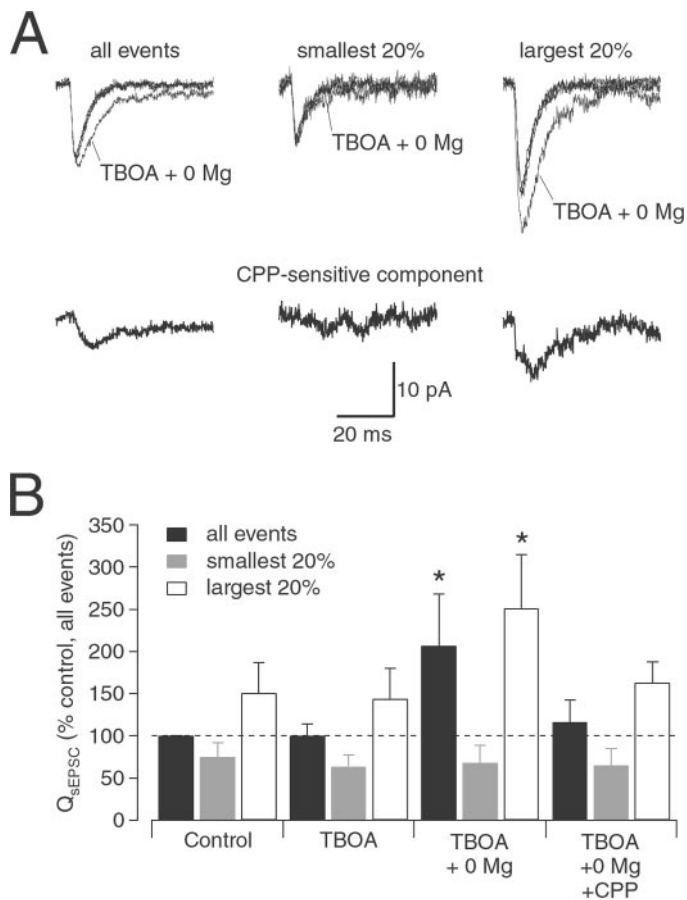 A
all events
smallest 20%
largest 20%
TBOA + 0 Mg
TBOA + 0 Mg
TBOA + 0 Mg
CPP-sensitive component
10 pA
20 ms
B
350
300
250
200
150
100
50
0
QsEPSC (% control, all events)
all events
smallest 20%
largest 20%
*
*
Control
TBOA
TBOA
+ 0 Mg
TBOA
+0 Mg
+CPP